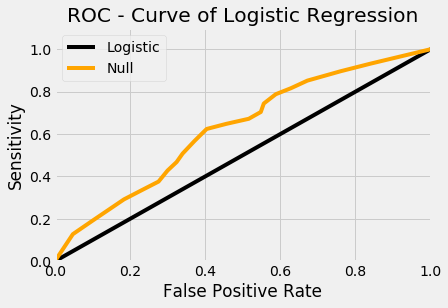 ROC - Curve of Logistic Regression
Logistic
Null
1.0
0.8
0.6
0.4
0.2
0.0
Sensitivity
0.0 0.2 0.4 0.6 0.8 1.0
False Positive Rate